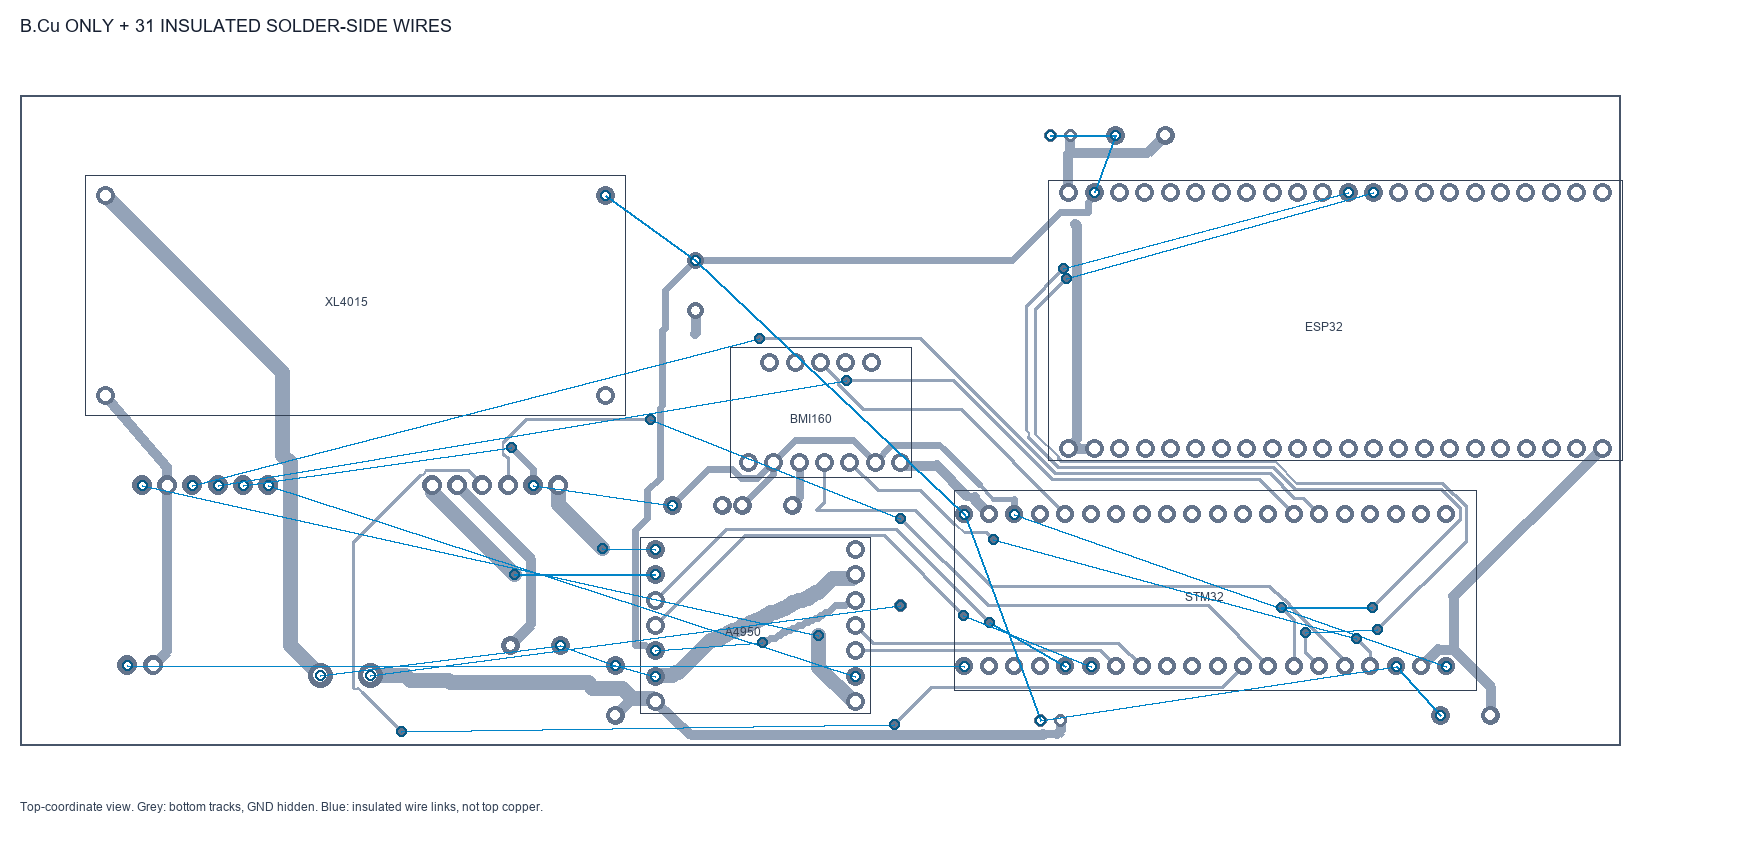 B.Cu ONLY + 31 INSULATED SOLDER-SIDE WIRES
XL4015
ESP32
BMI160
STM32
A4950
Top-coordinate view. Grey: bottom tracks, GND hidden. Blue: insulated wire links, not top copper.